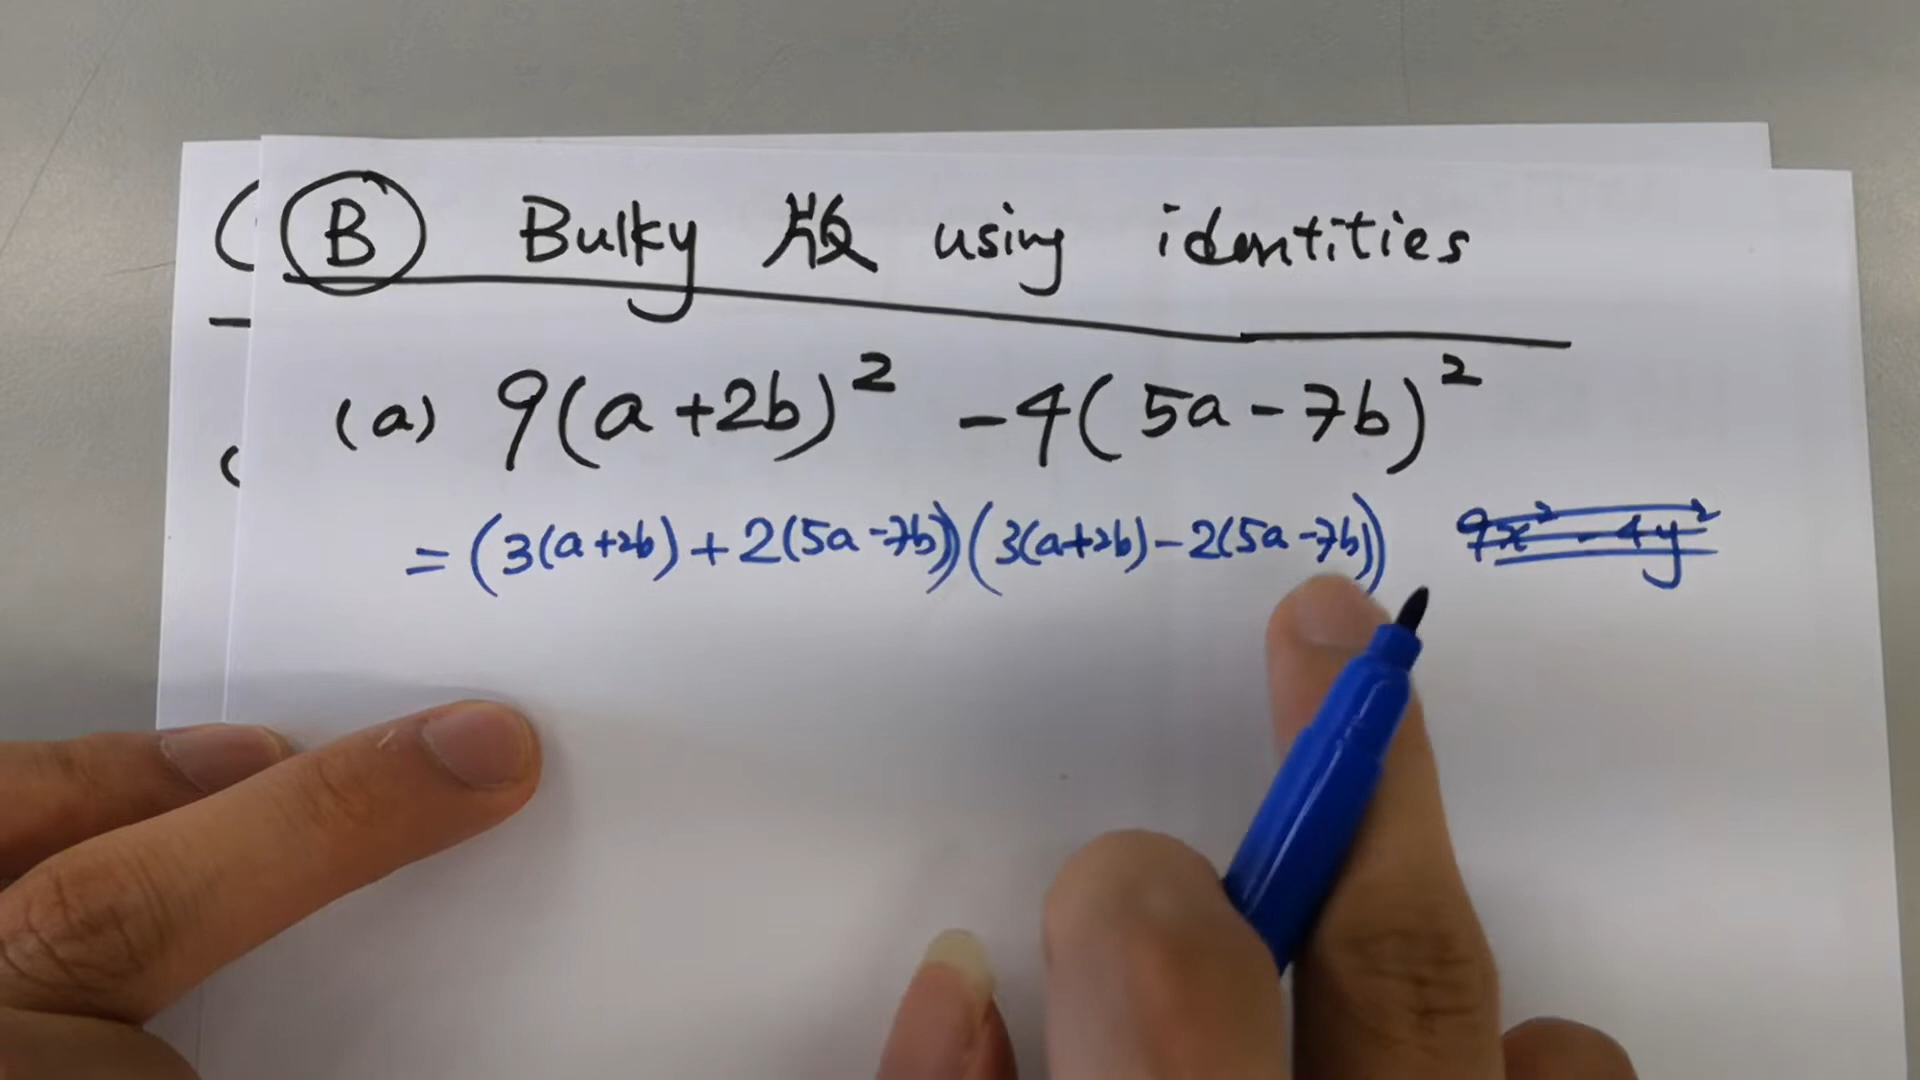 B Bulky 版 using identities
(a) 9(a+2b)² -4(5a-7b)²
=(3(a+2b)+2(5a-7b))(3(a+2b)-2(5a-7b)) 9x²-4y²